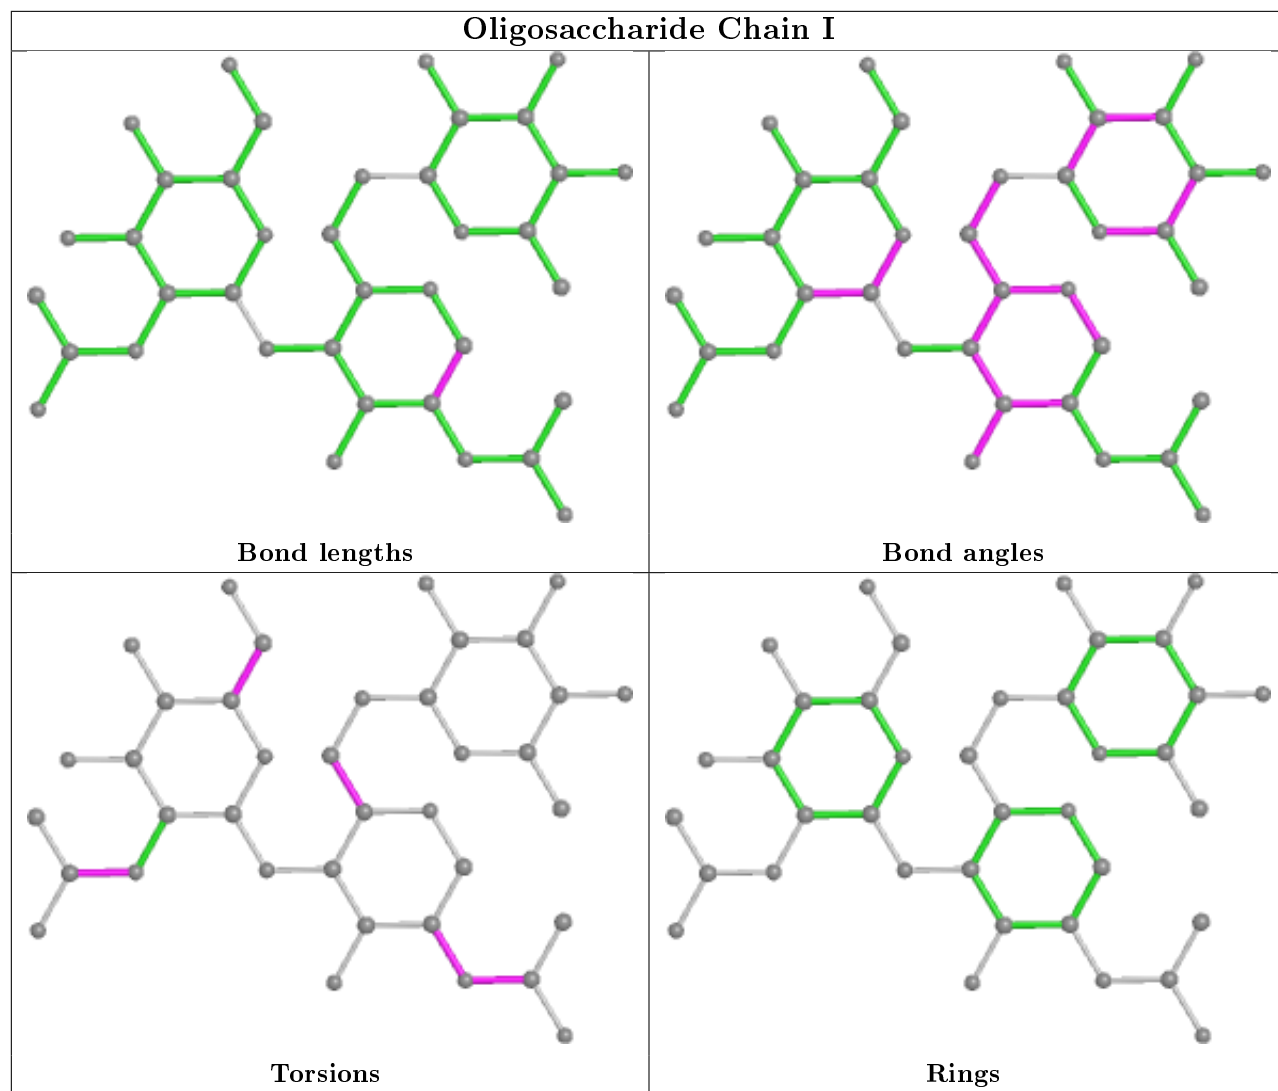 Oligosaccharide Chain I
Bond lengths
Bond angles
Torsions
Rings